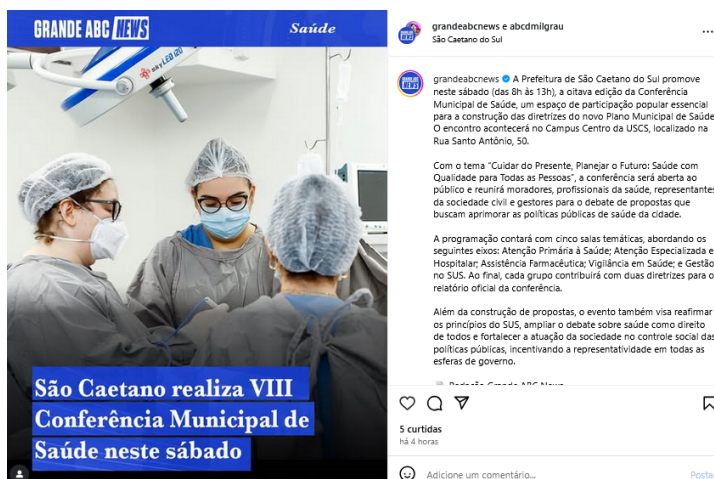 GRANDE ABC NEWS
Saúde
skyLED 120
São Caetano realiza VIII
Conferência Municipal de
Saúde neste sábado
grandeabcnews e abcdmilgrau
São Caetano do Sul
grandeabcnews A Prefeitura de São Caetano do Sul promove
neste sábado (das 8h às 13h), a oitava edição da Conferência
Municipal de Saúde, um espaço de participação popular essencial
para a construção das diretrizes do novo Plano Municipal de Saúde
O encontro acontecerá no Campus Centro da USCS, localizado na
Rua Santo Antônio, 50.
Com o tema “Cuidar do Presente, Planejar o Futuro: Saúde com
Qualidade para Todas as Pessoas”, a conferência será aberta ao
público e reunirá moradores, profissionais da saúde, representantes
da sociedade civil e gestores para o debate de propostas que
buscam aprimorar as políticas públicas de saúde da cidade.
A programação contará com cinco salas temáticas, abordando os
seguintes eixos: Atenção Primária à Saúde; Atenção Especializada e
Hospitalar; Assistência Farmacêutica; Vigilância em Saúde; e Gestão
no SUS. Ao final, cada grupo contribuirá com duas diretrizes para o
relatório oficial da conferência.
Além da construção de propostas, o evento também visa reafirmar
os princípios do SUS, ampliar o debate sobre saúde como direito
de todos e fortalecer a atuação da sociedade no controle social das
políticas públicas, incentivando a representatividade em todas as
esferas de governo.
Redação Grande ABC News
5 curtidas
há 4 horas
Adicione um comentário...
Posta